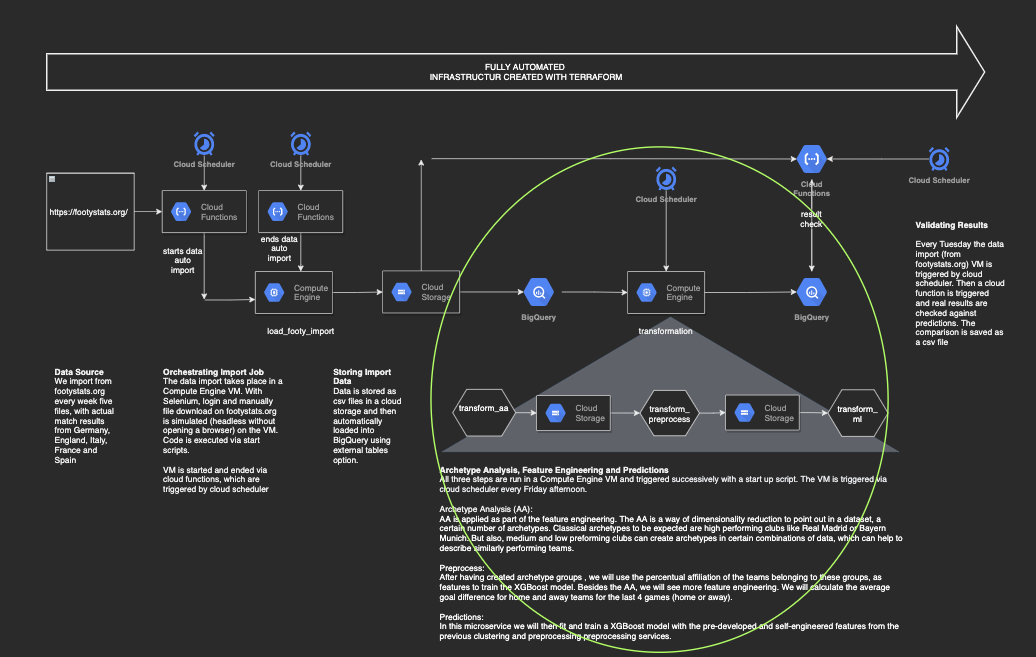 FULLY AUTOMATED
INFRASTRUCTUR CREATED WITH TERRAFORM
Cloud Scheduler
Cloud Scheduler
Cloud
Functions
Cloud Scheduler
Cloud Scheduler
https://footystats.org/
Cloud
Functions
Cloud
Functions
result
check
starts data
auto
import
ends data
auto
import
Compute
Engine
load_footy_import
Cloud
Storage
BigQuery
Compute
Engine
transformation
BigQuery
Validating Results
Every Tuesday the data
import (from
footystats.org) VM is
triggered by cloud
scheduler. Then a cloud
function is triggered
and real results are
checked against
predictions. The
comparison is saved as
a csv file
Data Source
We import from
footystats.org
every week five
files, with actual
match results
from Germany,
England, Italy,
France and
Spain
Orchestrating Import Job
The data import takes place in a
Compute Engine VM. With
Selenium, login and manually
file download on footystats.org
is simulated (headless without
opening a browser) on the VM.
Code is executed via start
scripts.
VM is started and ended via
cloud functions, which are
triggered by cloud scheduler
Storing Import
Data
Data is stored as
csv files in a cloud
storage and then
automatically
loaded into
BigQuery using
external tables
option.
transform_aa
Cloud
Storage
transform_
preprocess
Cloud
Storage
transform_
ml
Archetype Analysis, Feature Engineering and Predictions
All three steps are run in a Compute Engine VM and triggered successively with a start up script. The VM is triggered via
cloud scheduler every Friday afternoon.
Archetype Analysis (AA):
AA is applied as part of the feature engineering. The AA is a way of dimensionality reduction to point out in a dataset, a
certain number of archetypes. Classical archetypes to be expected are high performing clubs like Real Madrid or Bayern
Munich. But also, medium and low preforming clubs can create archetypes in certain combinations of data, which can help to
describe similarly performing teams.
Preprocess:
After having created archetype groups , we will use the percentual affiliation of the teams belonging to these groups, as
features to train the XGBoost model. Besides the AA, we will see more feature engineering. We will calculate the average
goal difference for home and away teams for the last 4 games (home or away).
Predictions:
In this microservice we will then fit and train a XGBoost model with the pre-developed and self-engineered features from the
previous clustering and preprocessing preprocessing services.